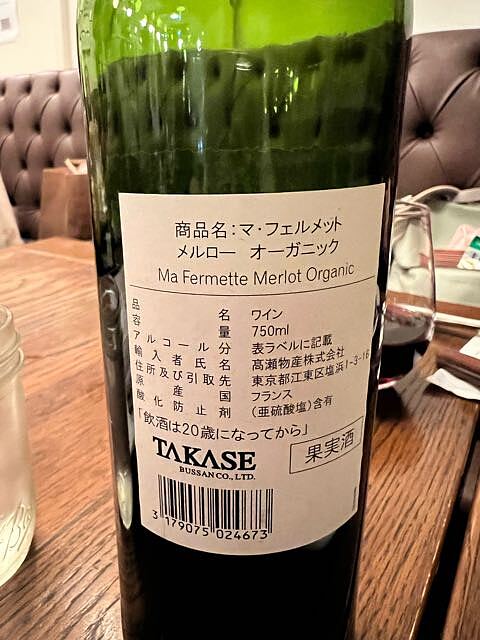 商品名：マ・フェルメット
メルロー オーガニック
Ma Fermette Merlot Organic
品名 ワイン
容量 750ml
アルコール分 表ラベルに記載
輸入者氏名 髙瀬物産株式会社
住所及び引取先 東京都江東区塩浜1-3-16
原産国 フランス
酸化防止剤 (亜硫酸塩)含有
「飲酒は20歳になってから」
果実酒
TAKASE
BUSSAN CO., LTD.
3 179075 024673